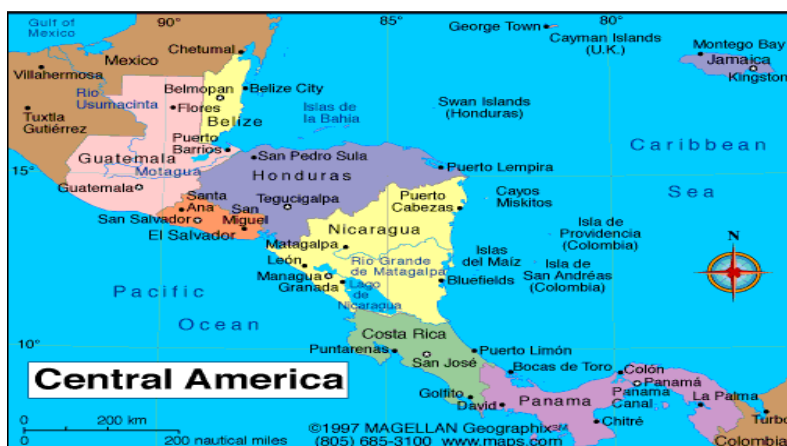 90°
85°
80°
Gulf of
Mexico
Mexico
Chetumal
George Town
Cayman Islands
(U.K.)
Montego Bay
Jamaica
Kingston
Villahermosa
Rio
Usumacinta
Belmopan
Belize City
Flores
Belize
Islas de
la Bahia
Swan Islands
(Honduras)
Tuxtla
Gutiérrez
Puerto
Barrios
Caribbean
Sea
Guatemala
San Pedro Sula
Puerto Lempira
15°
Motagua
Honduras
Guatemala
Santa
Ana
Tegucigalpa
Puerto
Cabezas
Cayos
Miskitos
San Salvador
San
Miguel
El Salvador
Nicaragua
Isla de
Providencia
(Colombia)
Matagalpa
N
León
Rio Grande
de Matagalpa
Islas
del Maíz
Isla de
San Andréas
(Colombia)
Managua
Granada
Lago
de
Nicaragua
Bluefields
Pacific
Ocean
10°
Costa Rica
Puntarenas
San José
Puerto Limón
Bocas de Toro
Colón
Panamá
Central America
Golfito
David
Panama
Panama
Canal
La Palma
Turbo
Chitré
Colombia
0
200 km
0
200 nautical miles
©1997 MAGELLAN Geographix℠
(805) 685-3100 www.maps.com